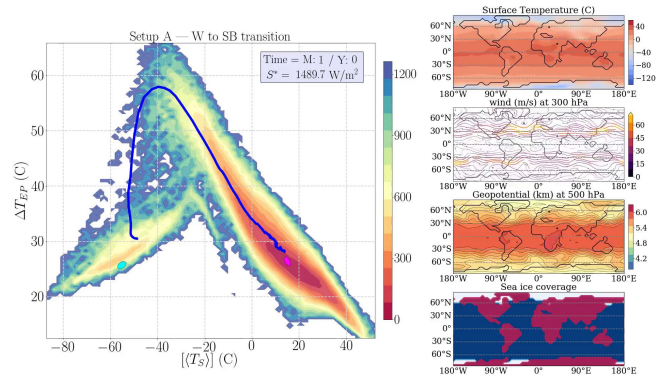 Setup A — W to SB transition
Time = M: 1 / Y: 0
S* = 1489.7 W/m²
ΔT_EP (C)
60
50
40
30
20
−80 −60 −40 −20 0 20 40
[⟨T_S⟩] (C)
1200
900
600
300
0
Surface Temperature (C)
60°N
30°N
0°
30°S
60°S
180°W 90°W 0° 90°E 180°E
40
0
−40
−80
−120
wind (m/s) at 300 hPa
60°N
30°N
0°
30°S
60°S
180°W 90°W 0° 90°E 180°E
60
45
30
15
0
Geopotential (km) at 500 hPa
60°N
30°N
0°
30°S
60°S
180°W 90°W 0° 90°E 180°E
6.0
5.4
4.8
4.2
3.6
Sea ice coverage
60°N
30°N
0°
30°S
60°S
180°W 90°W 0° 90°E 180°E